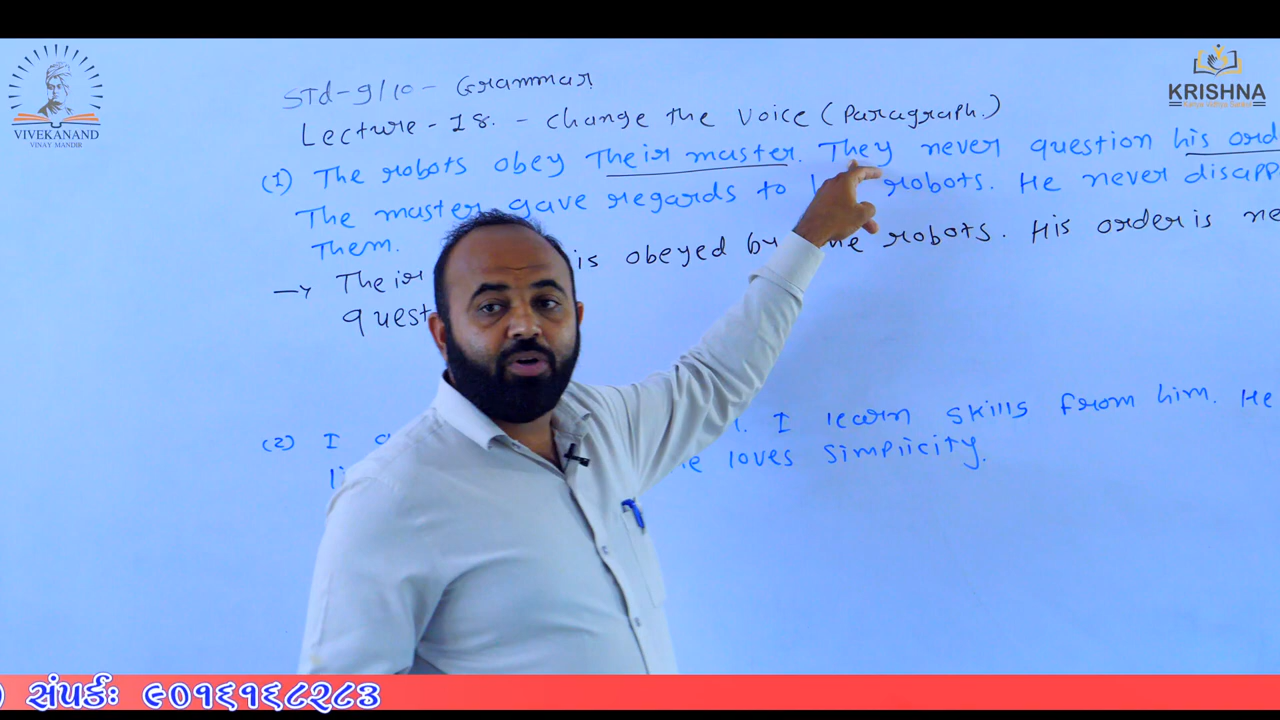 VIVEKANAND
VINAY MANDIR
KRISHNA
STD-9/10 - Grammar
Lecture-18. - change the Voice (Paragraph.)
(1) The robots obey Their master. They never question his ord
The master gave regards to robots. He never disapp
Them.
→ Their is obeyed by the robots. His order is ne
quest
(2) I I learn skills from him. He
loves simplicity.
સંપર્કઃ ૯૦૧૬૧૬૮૨૮૩